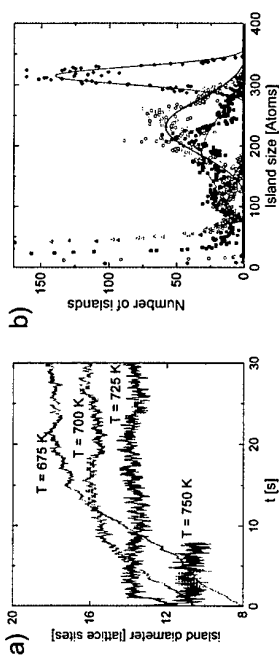 a)
island diameter [lattice sites]
20
16
12
8
T = 675 K
T = 700 K
T = 725 K
T = 750 K
0
10
20
30
t [s]
b)
Number of islands
150
100
50
0
0
100
200
300
400
Island size [Atoms]